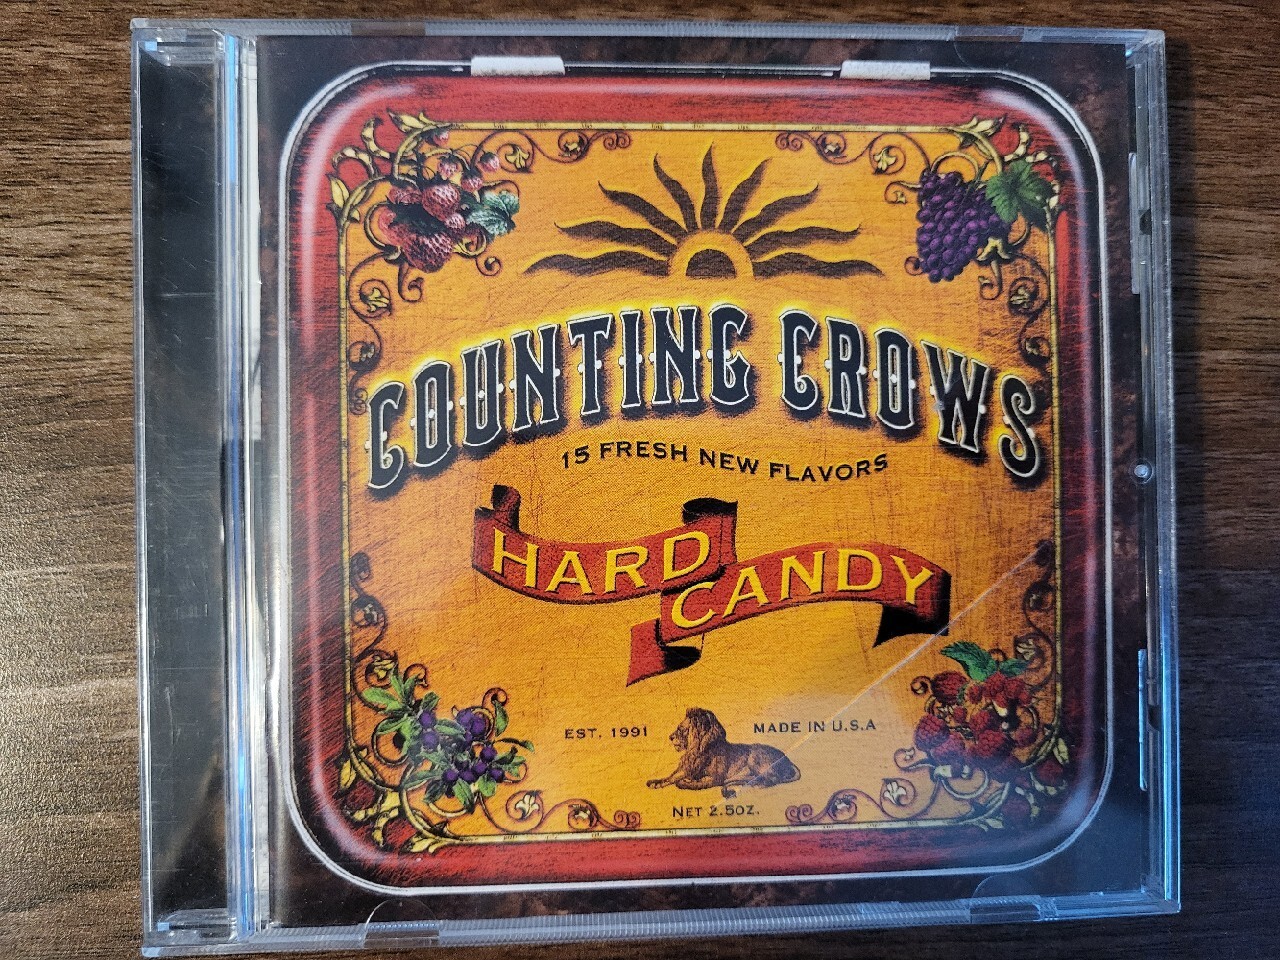 COUNTING CROWS
15 FRESH NEW FLAVORS
HARD
CANDY
EST. 1991
MADE IN U.S.A
NET 2.5OZ.